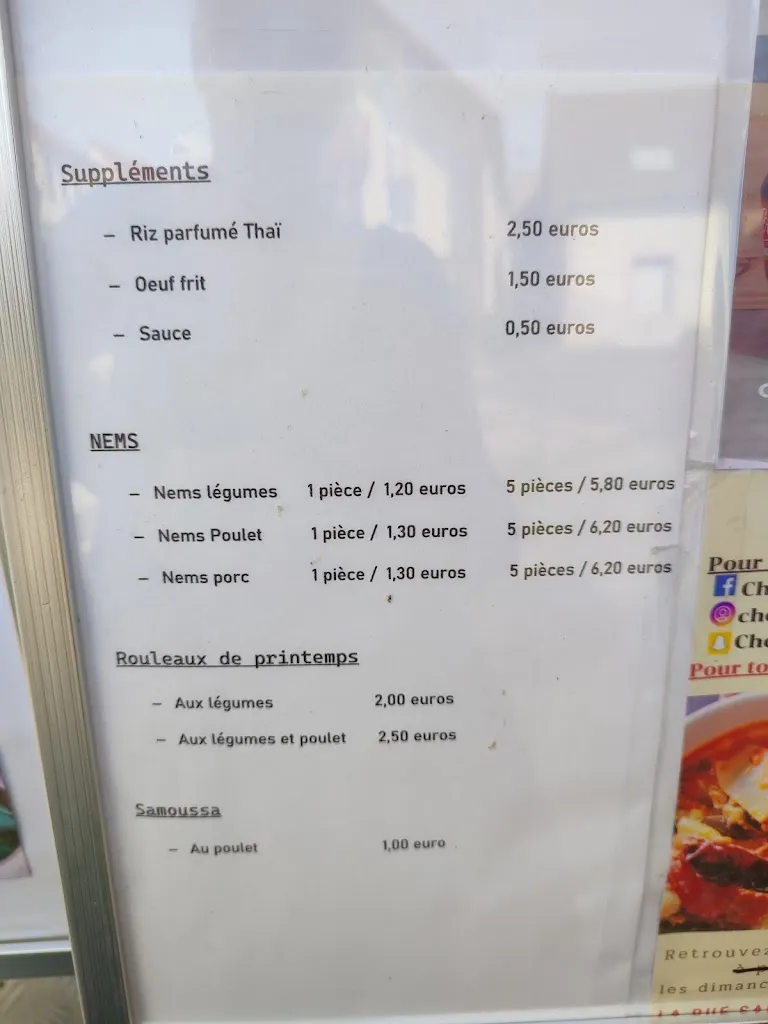 Suppléments
– Riz parfumé Thaï 2,50 euros
– Oeuf frit 1,50 euros
– Sauce 0,50 euros
NEMS
– Nems légumes 1 pièce / 1,20 euros 5 pièces / 5,80 euros
– Nems Poulet 1 pièce / 1,30 euros 5 pièces / 6,20 euros
– Nems porc 1 pièce / 1,30 euros 5 pièces / 6,20 euros
Rouleaux de printemps
– Aux légumes 2,00 euros
– Aux légumes et poulet 2,50 euros
Samoussa
– Au poulet 1,00 euro
Pour
Ch
che
Che
Pour to
Retrouvez
à p
les dimanc